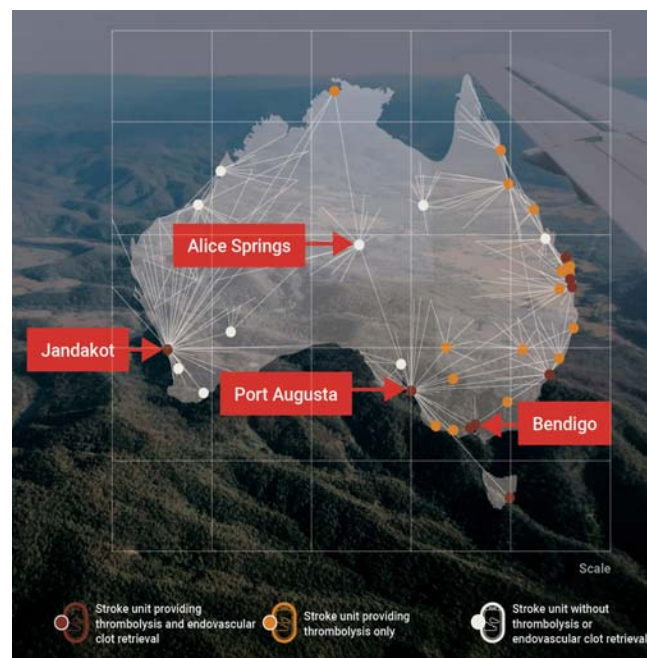 Alice Springs
Jandakot
Port Augusta
Bendigo
Scale
Stroke unit providing
thrombolysis and endovascular
clot retrieval
Stroke unit providing
thrombolysis only
Stroke unit without
thrombolysis or
endovascular clot retrieval